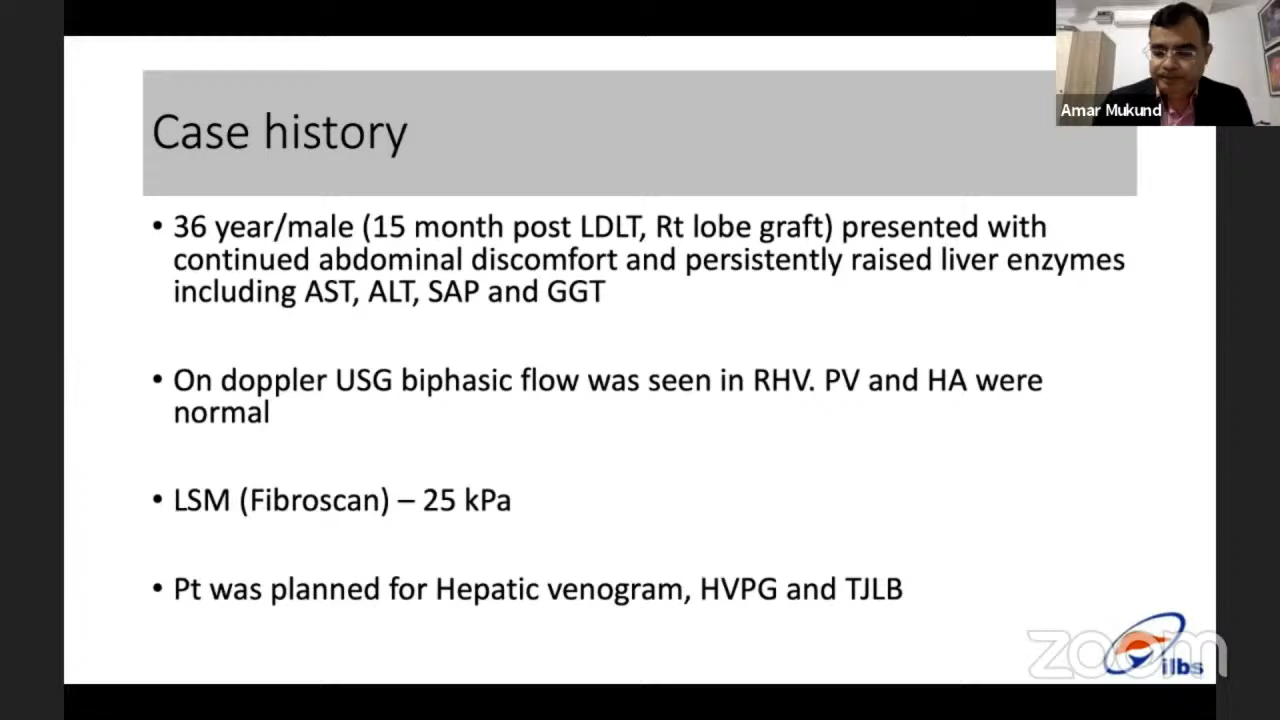 Amar Mukund
Case history
• 36 year/male (15 month post LDLT, Rt lobe graft) presented with
continued abdominal discomfort and persistently raised liver enzymes
including AST, ALT, SAP and GGT
• On doppler USG biphasic flow was seen in RHV. PV and HA were
normal
• LSM (Fibroscan) – 25 kPa
• Pt was planned for Hepatic venogram, HVPG and TJLB
zoom
ilbs